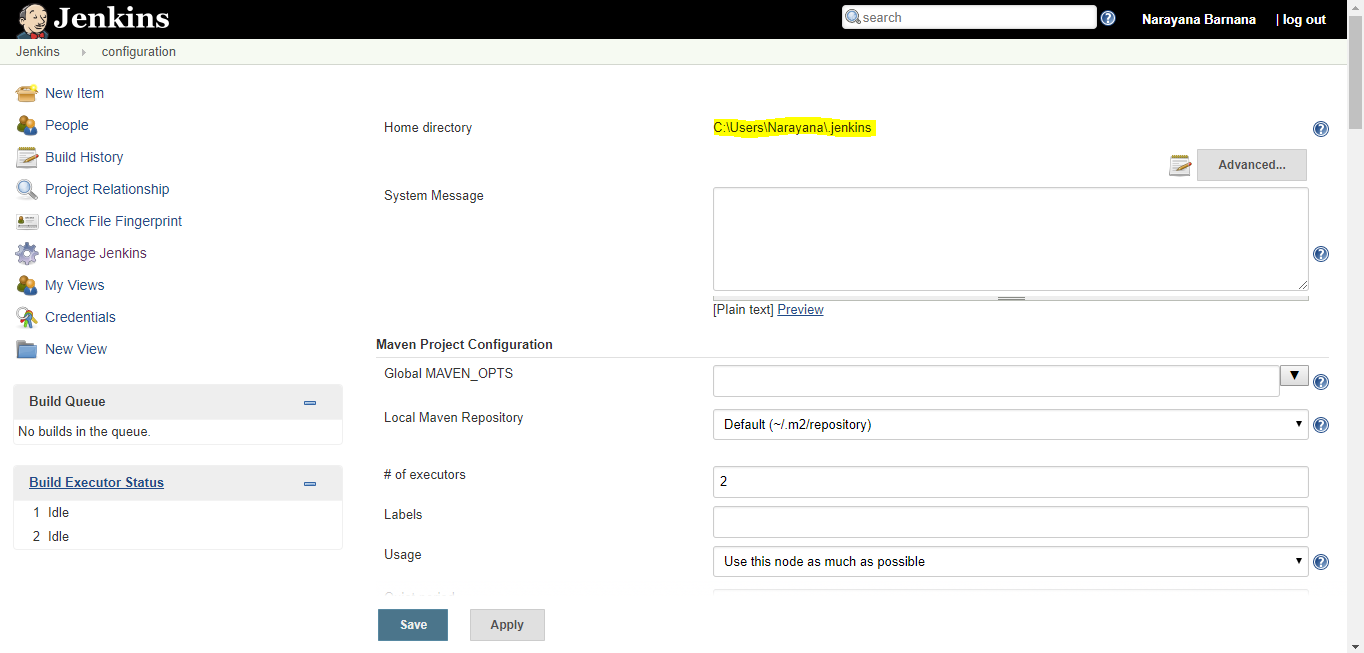 Jenkins
search
Narayana Barnana
| log out
Jenkins
configuration
New Item
People
Build History
Project Relationship
Check File Fingerprint
Manage Jenkins
My Views
Credentials
New View
Build Queue
No builds in the queue.
Build Executor Status
1 Idle
2 Idle
Home directory
C:\Users\Narayana\.jenkins
Advanced...
System Message
[Plain text] Preview
Maven Project Configuration
Global MAVEN_OPTS
Local Maven Repository
Default (~/.m2/repository)
# of executors
2
Labels
Usage
Use this node as much as possible
Save
Apply